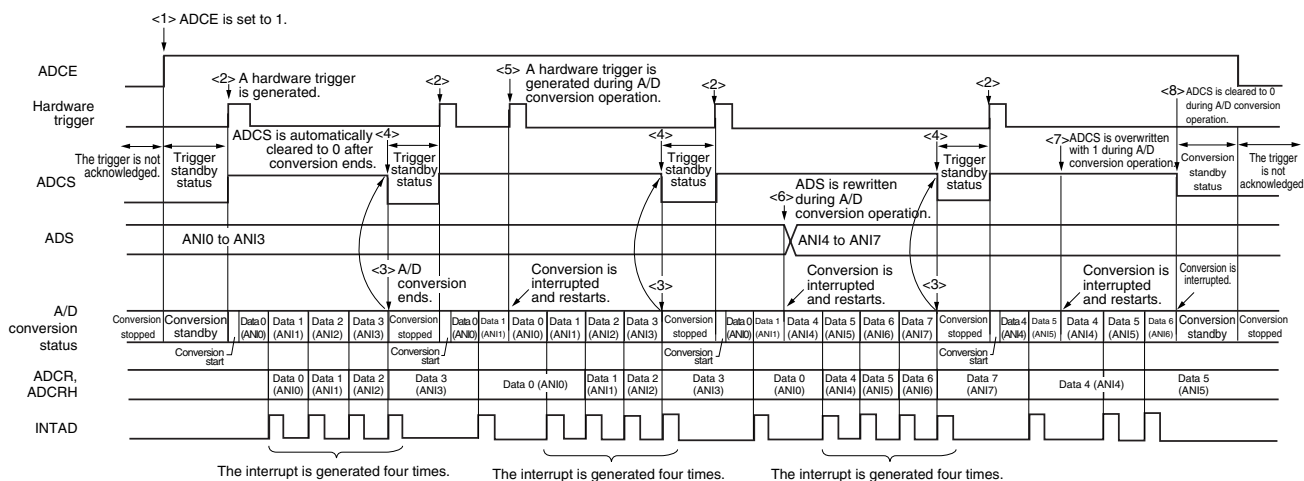 <1> ADCE is set to 1.
ADCE
<2> A hardware trigger
is generated.
<2>
<5> A hardware trigger is
generated during A/D
conversion operation.
<2>
<2>
<8> ADCS is cleared to 0
during A/D conversion
operation.
Hardware
trigger
The trigger is not
acknowledged.
Trigger
standby
status
ADCS is automatically
cleared to 0 after
conversion ends.
<4>
Trigger
standby
status
<4>
Trigger
standby
status
<4>
Trigger
standby
status
<7> ADCS is overwritten
with 1 during A/D
conversion operation.
Conversion
standby
status
The trigger
is not
acknowledged
ADCS
<6>
ADS is rewritten
during A/D
conversion operation.
ADS
ANI0 to ANI3
ANI4 to ANI7
<3> A/D
conversion
ends.
Conversion is
interrupted
and restarts.
<3>
Conversion is
interrupted
and restarts.
<3>
Conversion is
interrupted
and restarts.
Conversion is
interrupted.
A/D
conversion
status
Conversion
stopped
Conversion
standby
Data 0
(ANI0)
Data 1
(ANI1)
Data 2
(ANI2)
Data 3
(ANI3)
Conversion
stopped
Data 0
(ANI0)
Data 1
(ANI1)
Data 0
(ANI0)
Data 1
(ANI1)
Data 2
(ANI2)
Data 3
(ANI3)
Conversion
stopped
Data 0
(ANI0)
Data 1
(ANI1)
Data 4
(ANI4)
Data 5
(ANI5)
Data 6
(ANI6)
Data 7
(ANI7)
Conversion
stopped
Data 4
(ANI4)
Data 5
(ANI5)
Data 4
(ANI4)
Data 5
(ANI5)
Data 6
(ANI6)
Conversion
standby
Conversion
stopped
Conversion
start
Conversion
start
Conversion
start
Conversion
start
ADCR,
ADCRH
Data 0
(ANI0)
Data 1
(ANI1)
Data 2
(ANI2)
Data 3
(ANI3)
Data 0 (ANI0)
Data 1
(ANI1)
Data 2
(ANI2)
Data 3
(ANI3)
Data 0
(ANI0)
Data 4
(ANI4)
Data 5
(ANI5)
Data 6
(ANI6)
Data 7
(ANI7)
Data 4 (ANI4)
Data 5
(ANI5)
INTAD
The interrupt is generated four times.
The interrupt is generated four times.
The interrupt is generated four times.